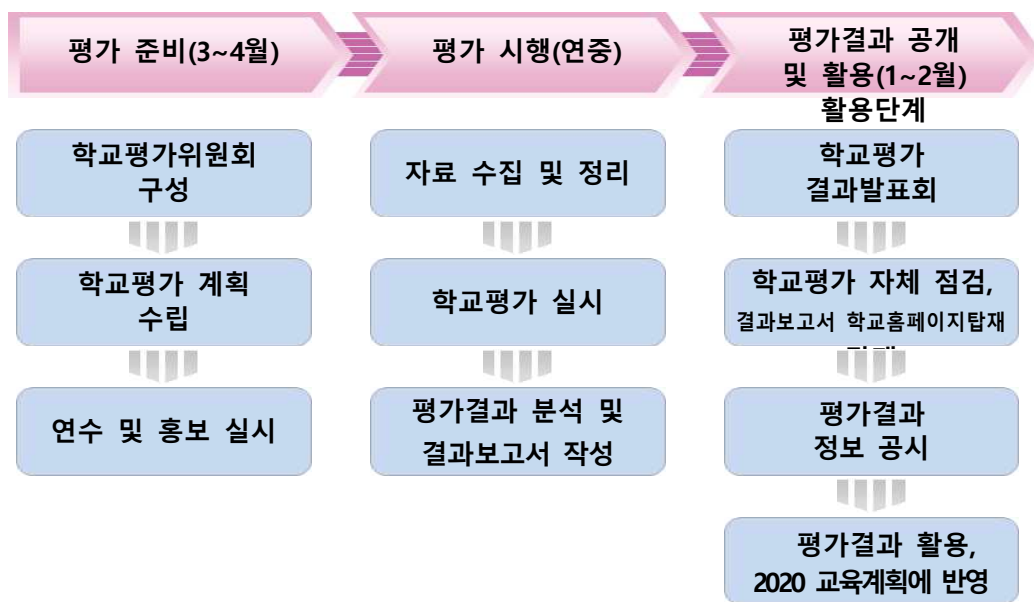 평가 준비(3~4월)
평가 시행(연중)
평가결과 공개
및 활용(1~2월)
활용단계
학교평가위원회
구성
학교평가 계획
수립
연수 및 홍보 실시
자료 수집 및 정리
학교평가 실시
평가결과 분석 및
결과보고서 작성
학교평가
결과발표회
학교평가 자체 점검,
결과보고서 학교홈페이지탑재
평가결과
정보 공시
평가결과 활용,
2020 교육계획에 반영